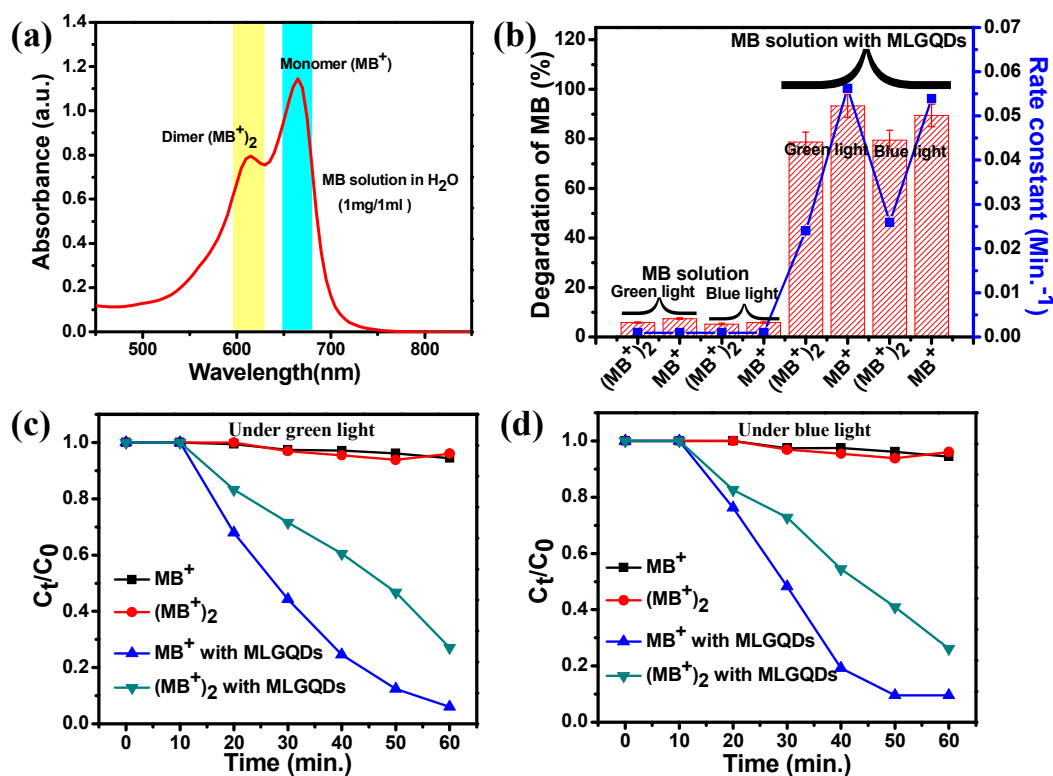 (a)
1.4
1.2
1.0
0.8
0.6
0.4
0.2
0.0
Absorbance (a.u.)
Monomer (MB⁺)
Dimer (MB⁺)₂
MB solution in H₂O
(1mg/1ml )
500
600
700
800
Wavelength(nm)
(b)
120
100
80
60
40
20
0
Degardation of MB (%)
MB solution with MLGQDs
Green light
Blue light
MB solution
Green light
Blue light
(MB⁺)₂
MB⁺
(MB⁺)₂
MB⁺
(MB⁺)₂
MB⁺
(MB⁺)₂
MB⁺
0.07
0.06
0.05
0.04
0.03
0.02
0.01
0.00
Rate constant (Min.⁻¹)
(c)
Under green light
1.0
0.8
0.6
0.4
0.2
0.0
Cₜ/C₀
MB⁺
(MB⁺)₂
MB⁺ with MLGQDs
(MB⁺)₂ with MLGQDs
0
10
20
30
40
50
60
Time (min.)
(d)
Under blue light
1.0
0.8
0.6
0.4
0.2
0.0
Cₜ/C₀
MB⁺
(MB⁺)₂
MB⁺ with MLGQDs
(MB⁺)₂ with MLGQDs
0
10
20
30
40
50
60
Time (min.)